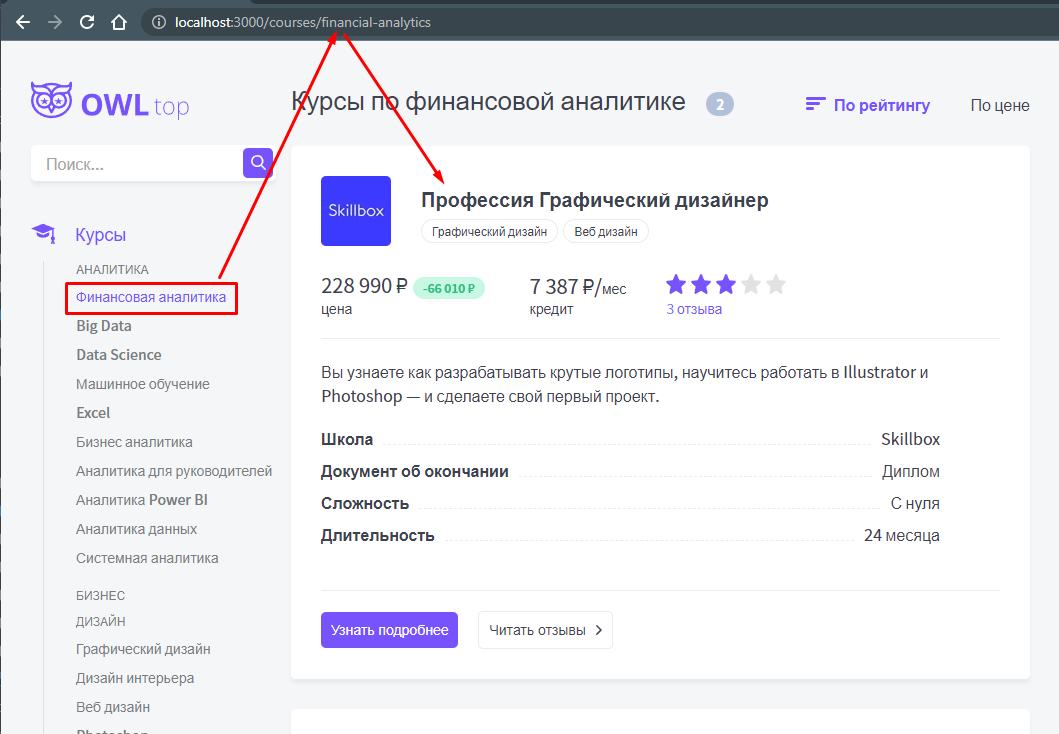 localhost:3000/courses/financial-analytics
OWL top
Курсы по финансовой аналитике 2
По рейтингу По цене
Поиск...
Курсы
АНАЛИТИКА
Финансовая аналитика
Big Data
Data Science
Машинное обучение
Excel
Бизнес аналитика
Аналитика для руководителей
Аналитика Power BI
Аналитика данных
Системная аналитика
БИЗНЕС
ДИЗАЙН
Графический дизайн
Дизайн интерьера
Веб дизайн
Photoshop
Skillbox
Профессия Графический дизайнер
Графический дизайн Веб дизайн
228 990 ₽ -66 010 ₽ 7 387 ₽/мес
цена кредит 3 отзыва
Вы узнаете как разрабатывать крутые логотипы, научитесь работать в Illustrator и
Photoshop — и сделаете свой первый проект.
Школа Skillbox
Документ об окончании Диплом
Сложность С нуля
Длительность 24 месяца
Узнать подробнее Читать отзывы